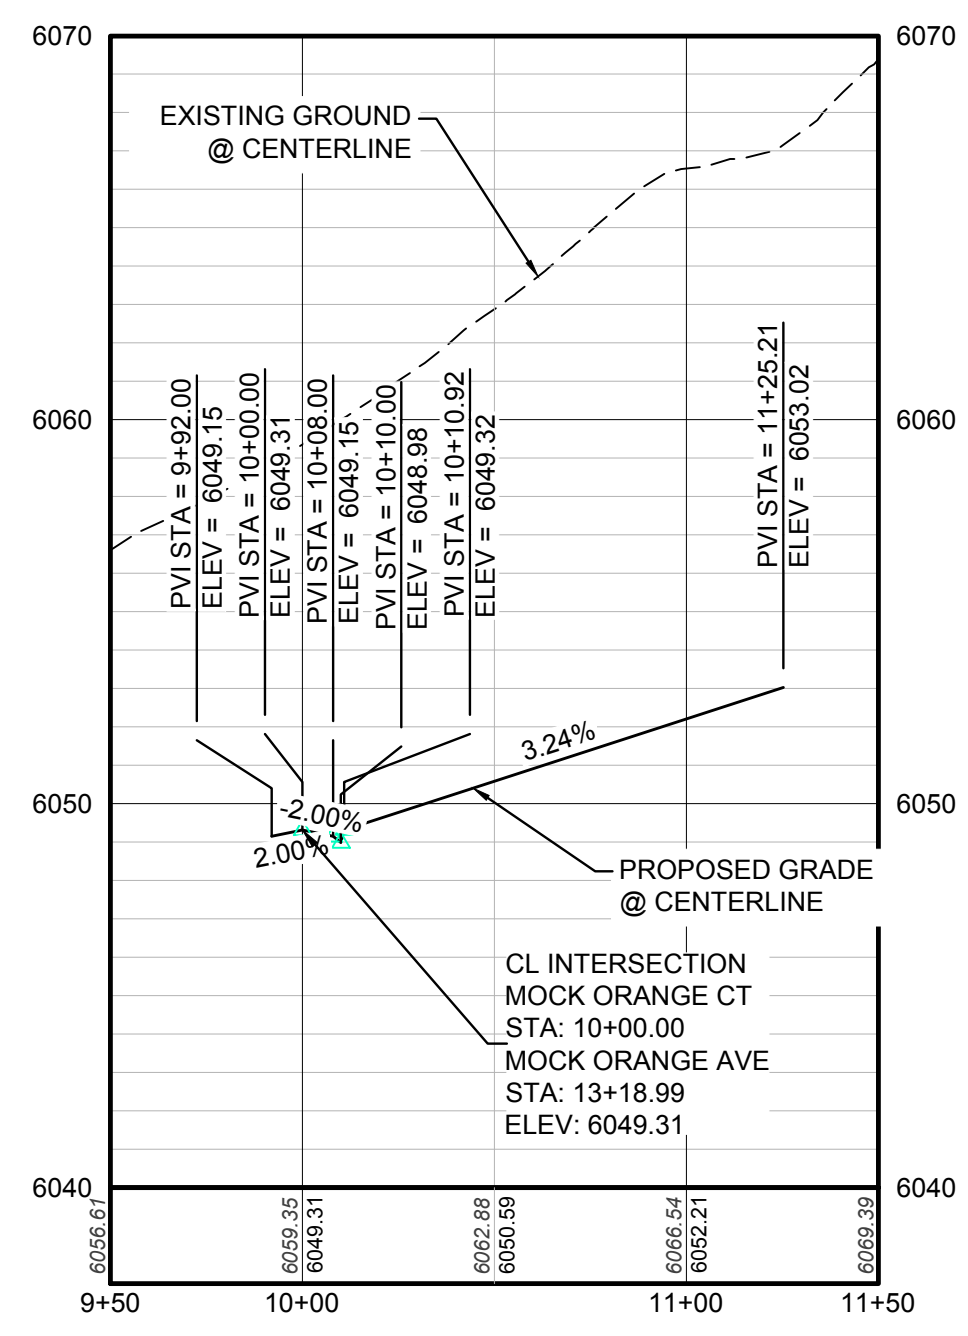 6070
6070
EXISTING GROUND
@ CENTERLINE
PVI STA = 9+92.00
ELEV = 6049.15
PVI STA = 10+00.00
ELEV = 6049.31
PVI STA = 10+08.00
ELEV = 6049.15
PVI STA = 10+10.00
ELEV = 6048.98
PVI STA = 10+10.92
ELEV = 6049.32
PVI STA = 11+25.21
ELEV = 6053.02
6060
6060
3.24%
6050
6050
-2.00%
2.00%
PROPOSED GRADE
@ CENTERLINE
CL INTERSECTION
MOCK ORANGE CT
STA: 10+00.00
MOCK ORANGE AVE
STA: 13+18.99
ELEV: 6049.31
6040
6040
6056.61
6059.35
6049.31
6062.88
6050.59
6066.54
6052.21
6069.39
9+50
10+00
11+00
11+50